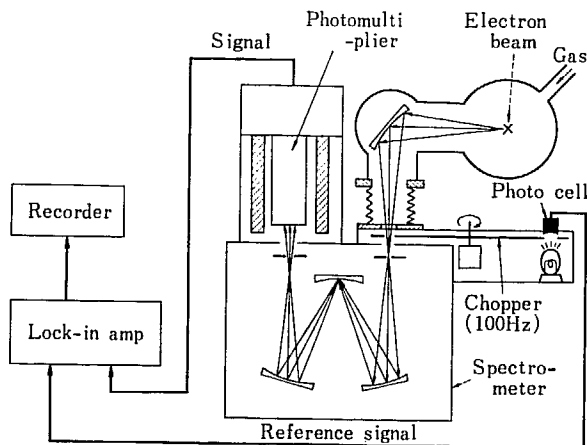 Photomulti
-plier
Electron
beam
Signal
Gas
Photo cell
Recorder
Chopper
(100Hz)
Lock-in amp
Spectro-
meter
Reference signal